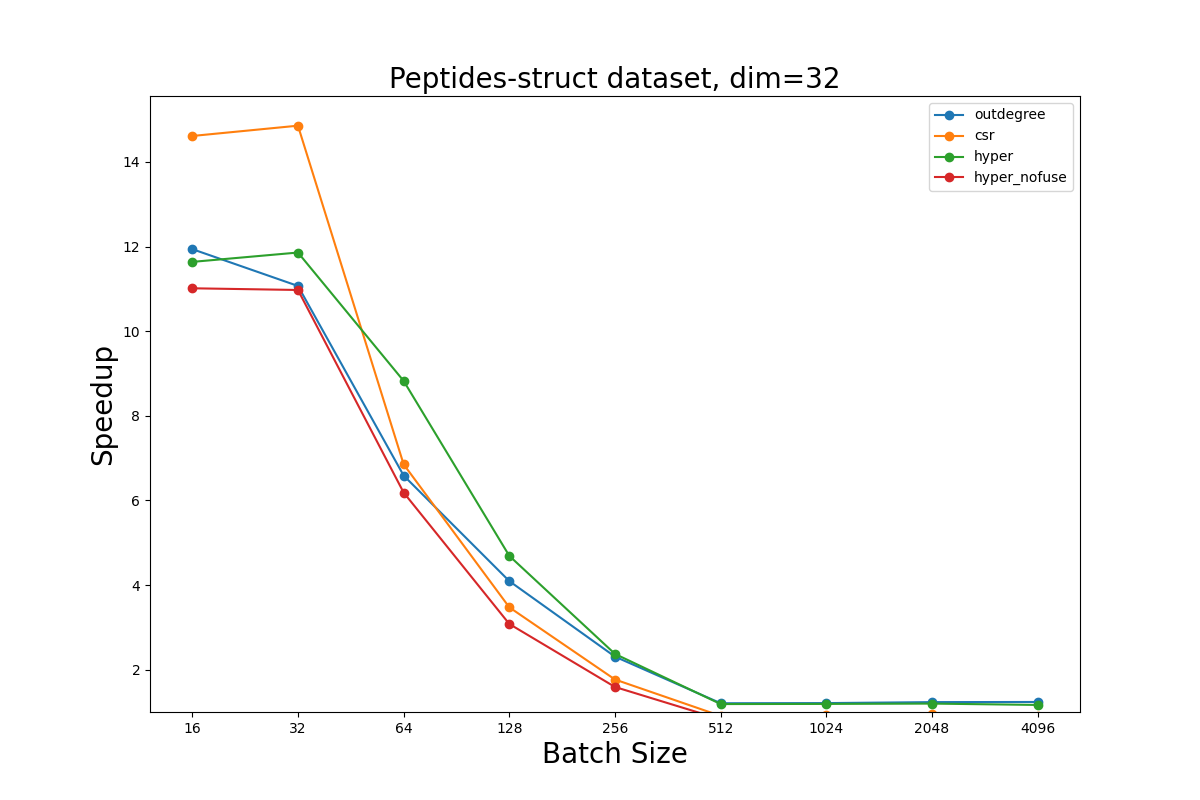 Peptides-struct dataset, dim=32
outdegree
csr
hyper
hyper_nofuse
14
12
10
8
6
4
2
Speedup
16 32 64 128 256 512 1024 2048 4096
Batch Size